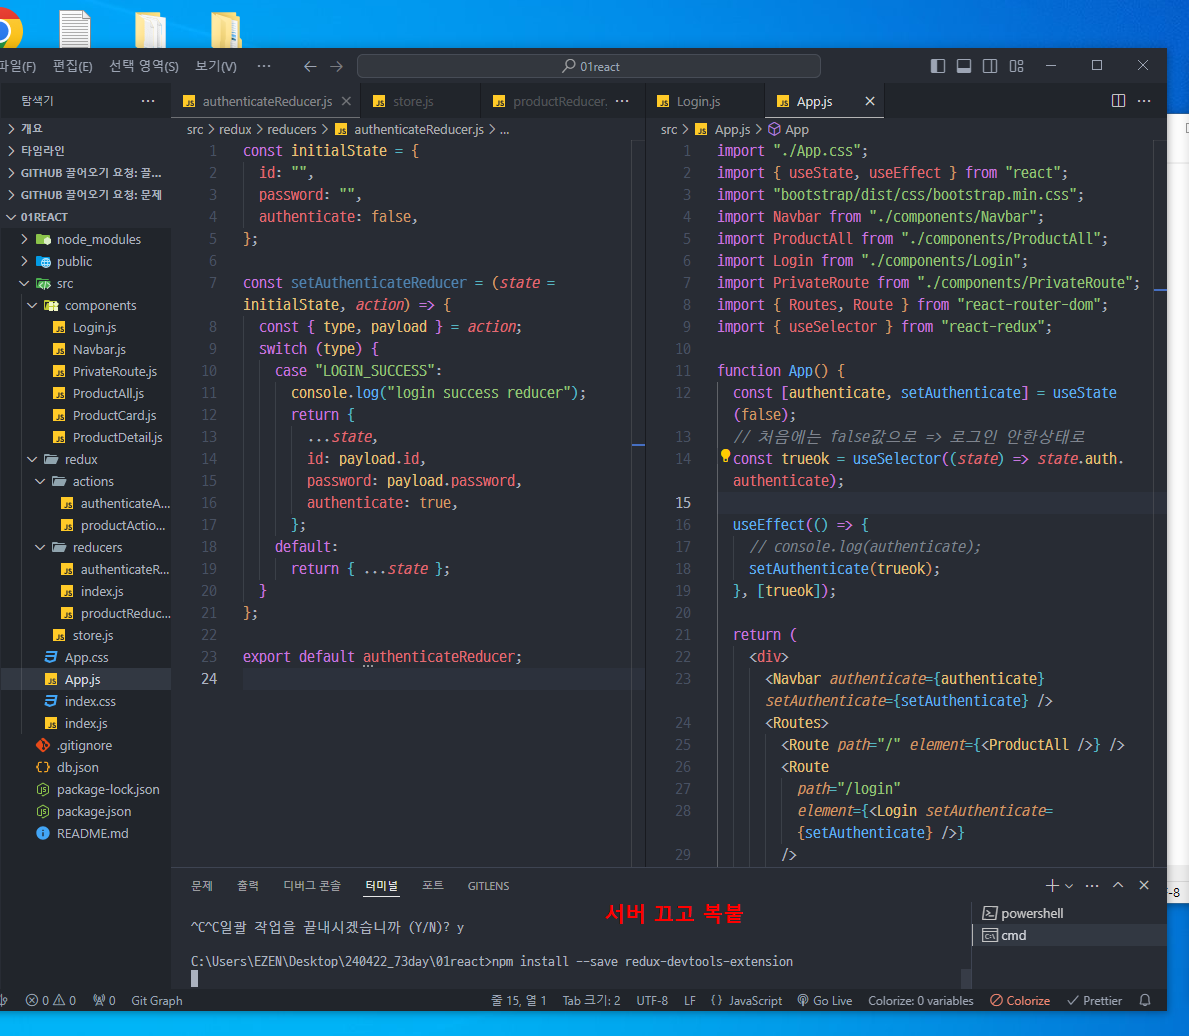 파일(F) 편집(E) 선택 영역(S) 보기(V) ··· 01react
탐색기 ···
개요
타임라인
GITHUB 끌어오기 요청: 끌...
GITHUB 끌어오기 요청: 문제
01REACT
node_modules
public
src
components
Login.js
Navbar.js
PrivateRoute.js
ProductAll.js
ProductCard.js
ProductDetail.js
redux
actions
authenticateA...
productActio...
reducers
authenticateR...
index.js
productReduc...
store.js
App.css
App.js
index.css
index.js
.gitignore
db.json
package-lock.json
package.json
README.md
authenticateReducer.js store.js productReducer. ···
src > redux > reducers > authenticateReducer.js > ...
1 const initialState = {
2 id: "",
3 password: "",
4 authenticate: false,
5 };
6
7 const setAuthenticateReducer = (state =
initialState, action) => {
8 const { type, payload } = action;
9 switch (type) {
10 case "LOGIN_SUCCESS":
11 console.log("login success reducer");
12 return {
13 ...state,
14 id: payload.id,
15 password: payload.password,
16 authenticate: true,
17 };
18 default:
19 return { ...state };
20 }
21 };
22
23 export default authenticateReducer;
24
Login.js App.js
src > App.js > App
1 import "./App.css";
2 import { useState, useEffect } from "react";
3 import "bootstrap/dist/css/bootstrap.min.css";
4 import Navbar from "./components/Navbar";
5 import ProductAll from "./components/ProductAll";
6 import Login from "./components/Login";
7 import PrivateRoute from "./components/PrivateRoute";
8 import { Routes, Route } from "react-router-dom";
9 import { useSelector } from "react-redux";
10
11 function App() {
12 const [authenticate, setAuthenticate] = useState
(false);
13 // 처음에는 false값으로 => 로그인 안한상태로
14 const trueok = useSelector((state) => state.auth.
authenticate);
15
16 useEffect(() => {
17 // console.log(authenticate);
18 setAuthenticate(trueok);
19 }, [trueok]);
20
21 return (
22 <div>
23 <Navbar authenticate={authenticate}
setAuthenticate={setAuthenticate} />
24 <Routes>
25 <Route path="/" element={<ProductAll />} />
26 <Route
27 path="/login"
28 element={<Login setAuthenticate=
{setAuthenticate} />}
29 />
문제 출력 디버그 콘솔 터미널 포트 GITLENS
서버 끄고 복붙
^C^C일괄 작업을 끝내시겠습니까 (Y/N)? y
C:\Users\EZEN\Desktop\240422_73day\01react>npm install --save redux-devtools-extension
powershell
cmd
0 0 0 Git Graph 줄 15, 열 1 Tab 크기: 2 UTF-8 LF {} JavaScript Go Live Colorize: 0 variables Colorize Prettier
-8